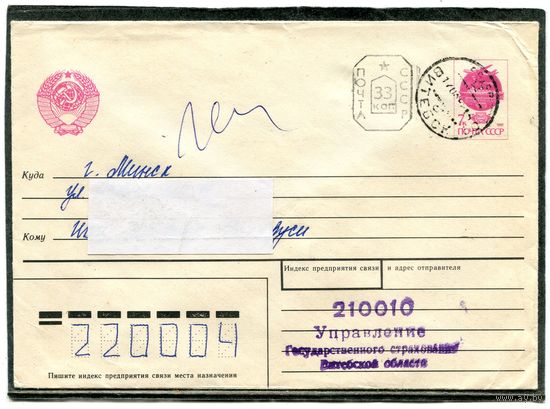 ПОЧТА СССР
33
КОП
ВИТЕБСК
7к
ПОЧТА СССР
Куда г. Минск
ул.
Кому
Индекс предприятия связи и адрес отправителя
210010
Управление
Государственного страхования
Витебской области
220004
Пишите индекс предприятия связи места назначения